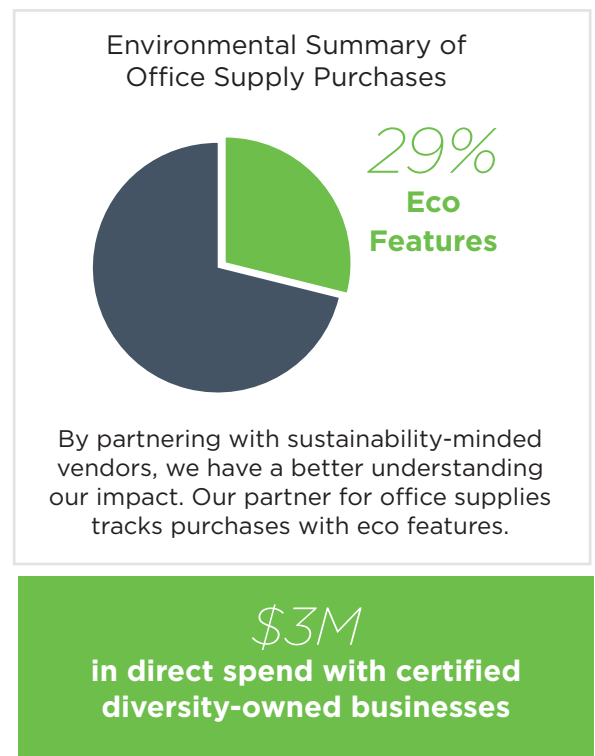 Environmental Summary of
Office Supply Purchases
29%
Eco
Features
By partnering with sustainability-minded
vendors, we have a better understanding
our impact. Our partner for office supplies
tracks purchases with eco features.
$3M
in direct spend with certified
diversity-owned businesses